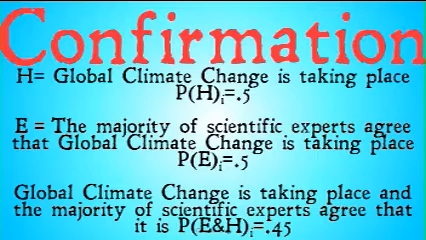 Confirmation
H= Global Climate Change is taking place
P(H)ᵢ=.5
E = The majority of scientific experts agree
that Global Climate Change is taking place
P(E)ᵢ=.5
Global Climate Change is taking place and
the majority of scientific experts agree that
it is P(E&H)ᵢ=.45